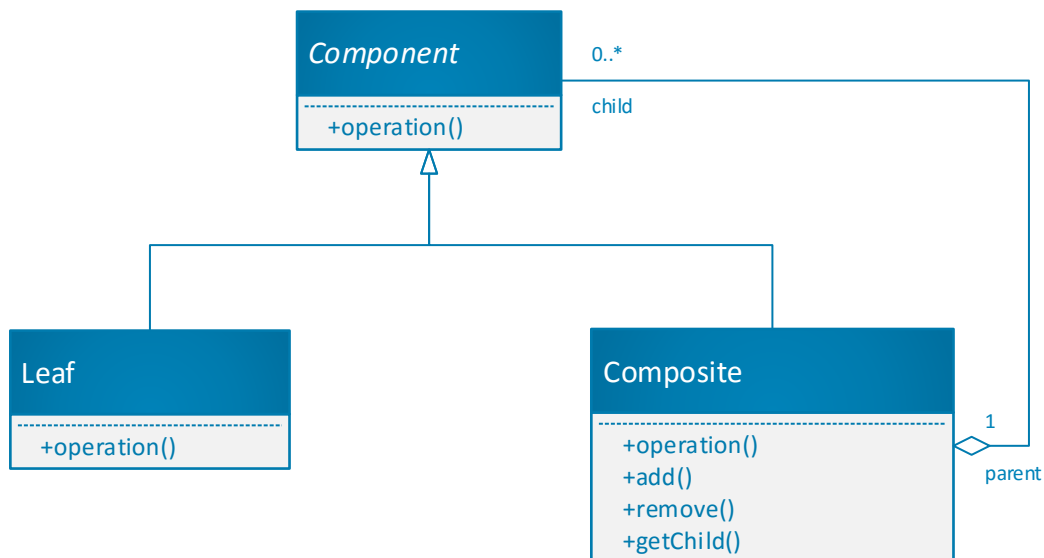 Component
+operation()
0..*
child
Leaf
+operation()
Composite
+operation()
+add()
+remove()
+getChild()
1
parent